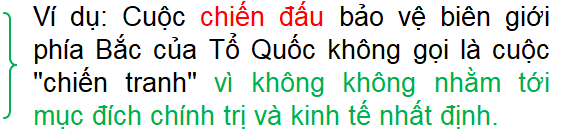 Ví dụ: Cuộc chiến đấu bảo vệ biên giới
phía Bắc của Tổ Quốc không gọi là cuộc
"chiến tranh" vì không không nhằm tới
mục đích chính trị và kinh tế nhất định.